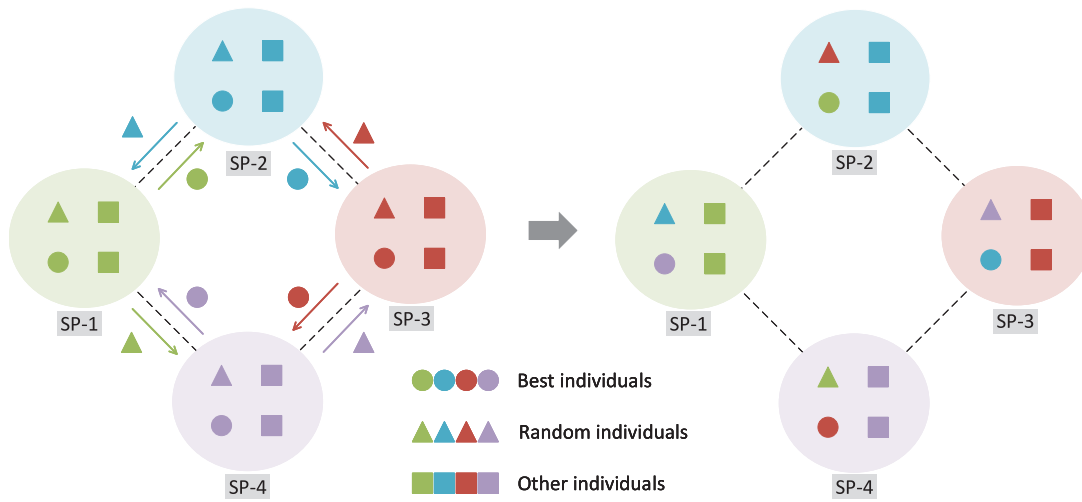 SP-2
SP-1
SP-3
SP-4
SP-2
SP-1
SP-3
SP-4
Best individuals
Random individuals
Other individuals